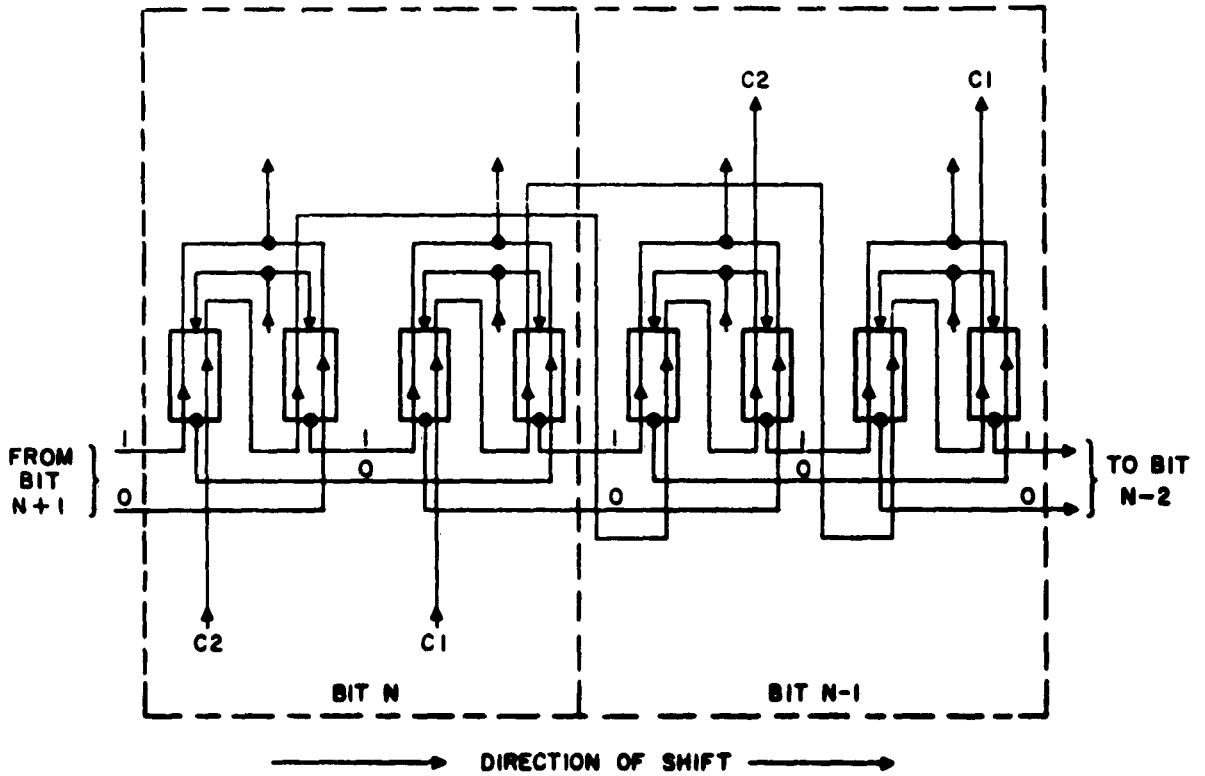 C2
C1
1
1
1
1
1
FROM
BIT
N+1
0
0
0
0
0
TO BIT
N-2
C2
C1
BIT N
BIT N-1
DIRECTION OF SHIFT